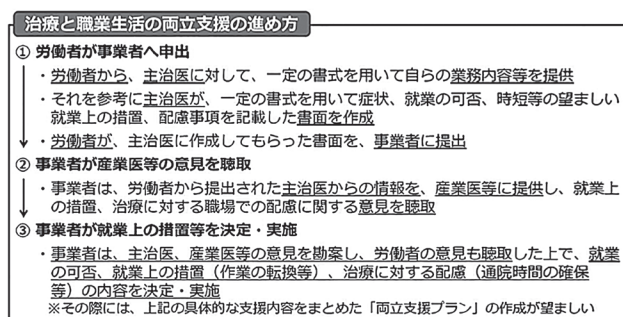 治療と職業生活の両立支援の進め方
① 労働者が事業者へ申出
・労働者から、主治医に対して、一定の書式を用いて自らの業務内容等を提供
・それを参考に主治医が、一定の書式を用いて症状、就業の可否、時短等の望ましい
就業上の措置、配慮事項を記載した書面を作成
・労働者が、主治医に作成してもらった書面を、事業者に提出
② 事業者が産業医等の意見を聴取
・事業者は、労働者から提出された主治医からの情報を、産業医等に提供し、就業上
の措置、治療に対する職場での配慮に関する意見を聴取
③ 事業者が就業上の措置等を決定・実施
・事業者は、主治医、産業医等の意見を勘案し、労働者の意見も聴取した上で、就業
の可否、就業上の措置（作業の転換等）、治療に対する配慮（通院時間の確保
等）の内容を決定・実施
※その際には、上記の具体的な支援内容をまとめた「両立支援プラン」の作成が望ましい